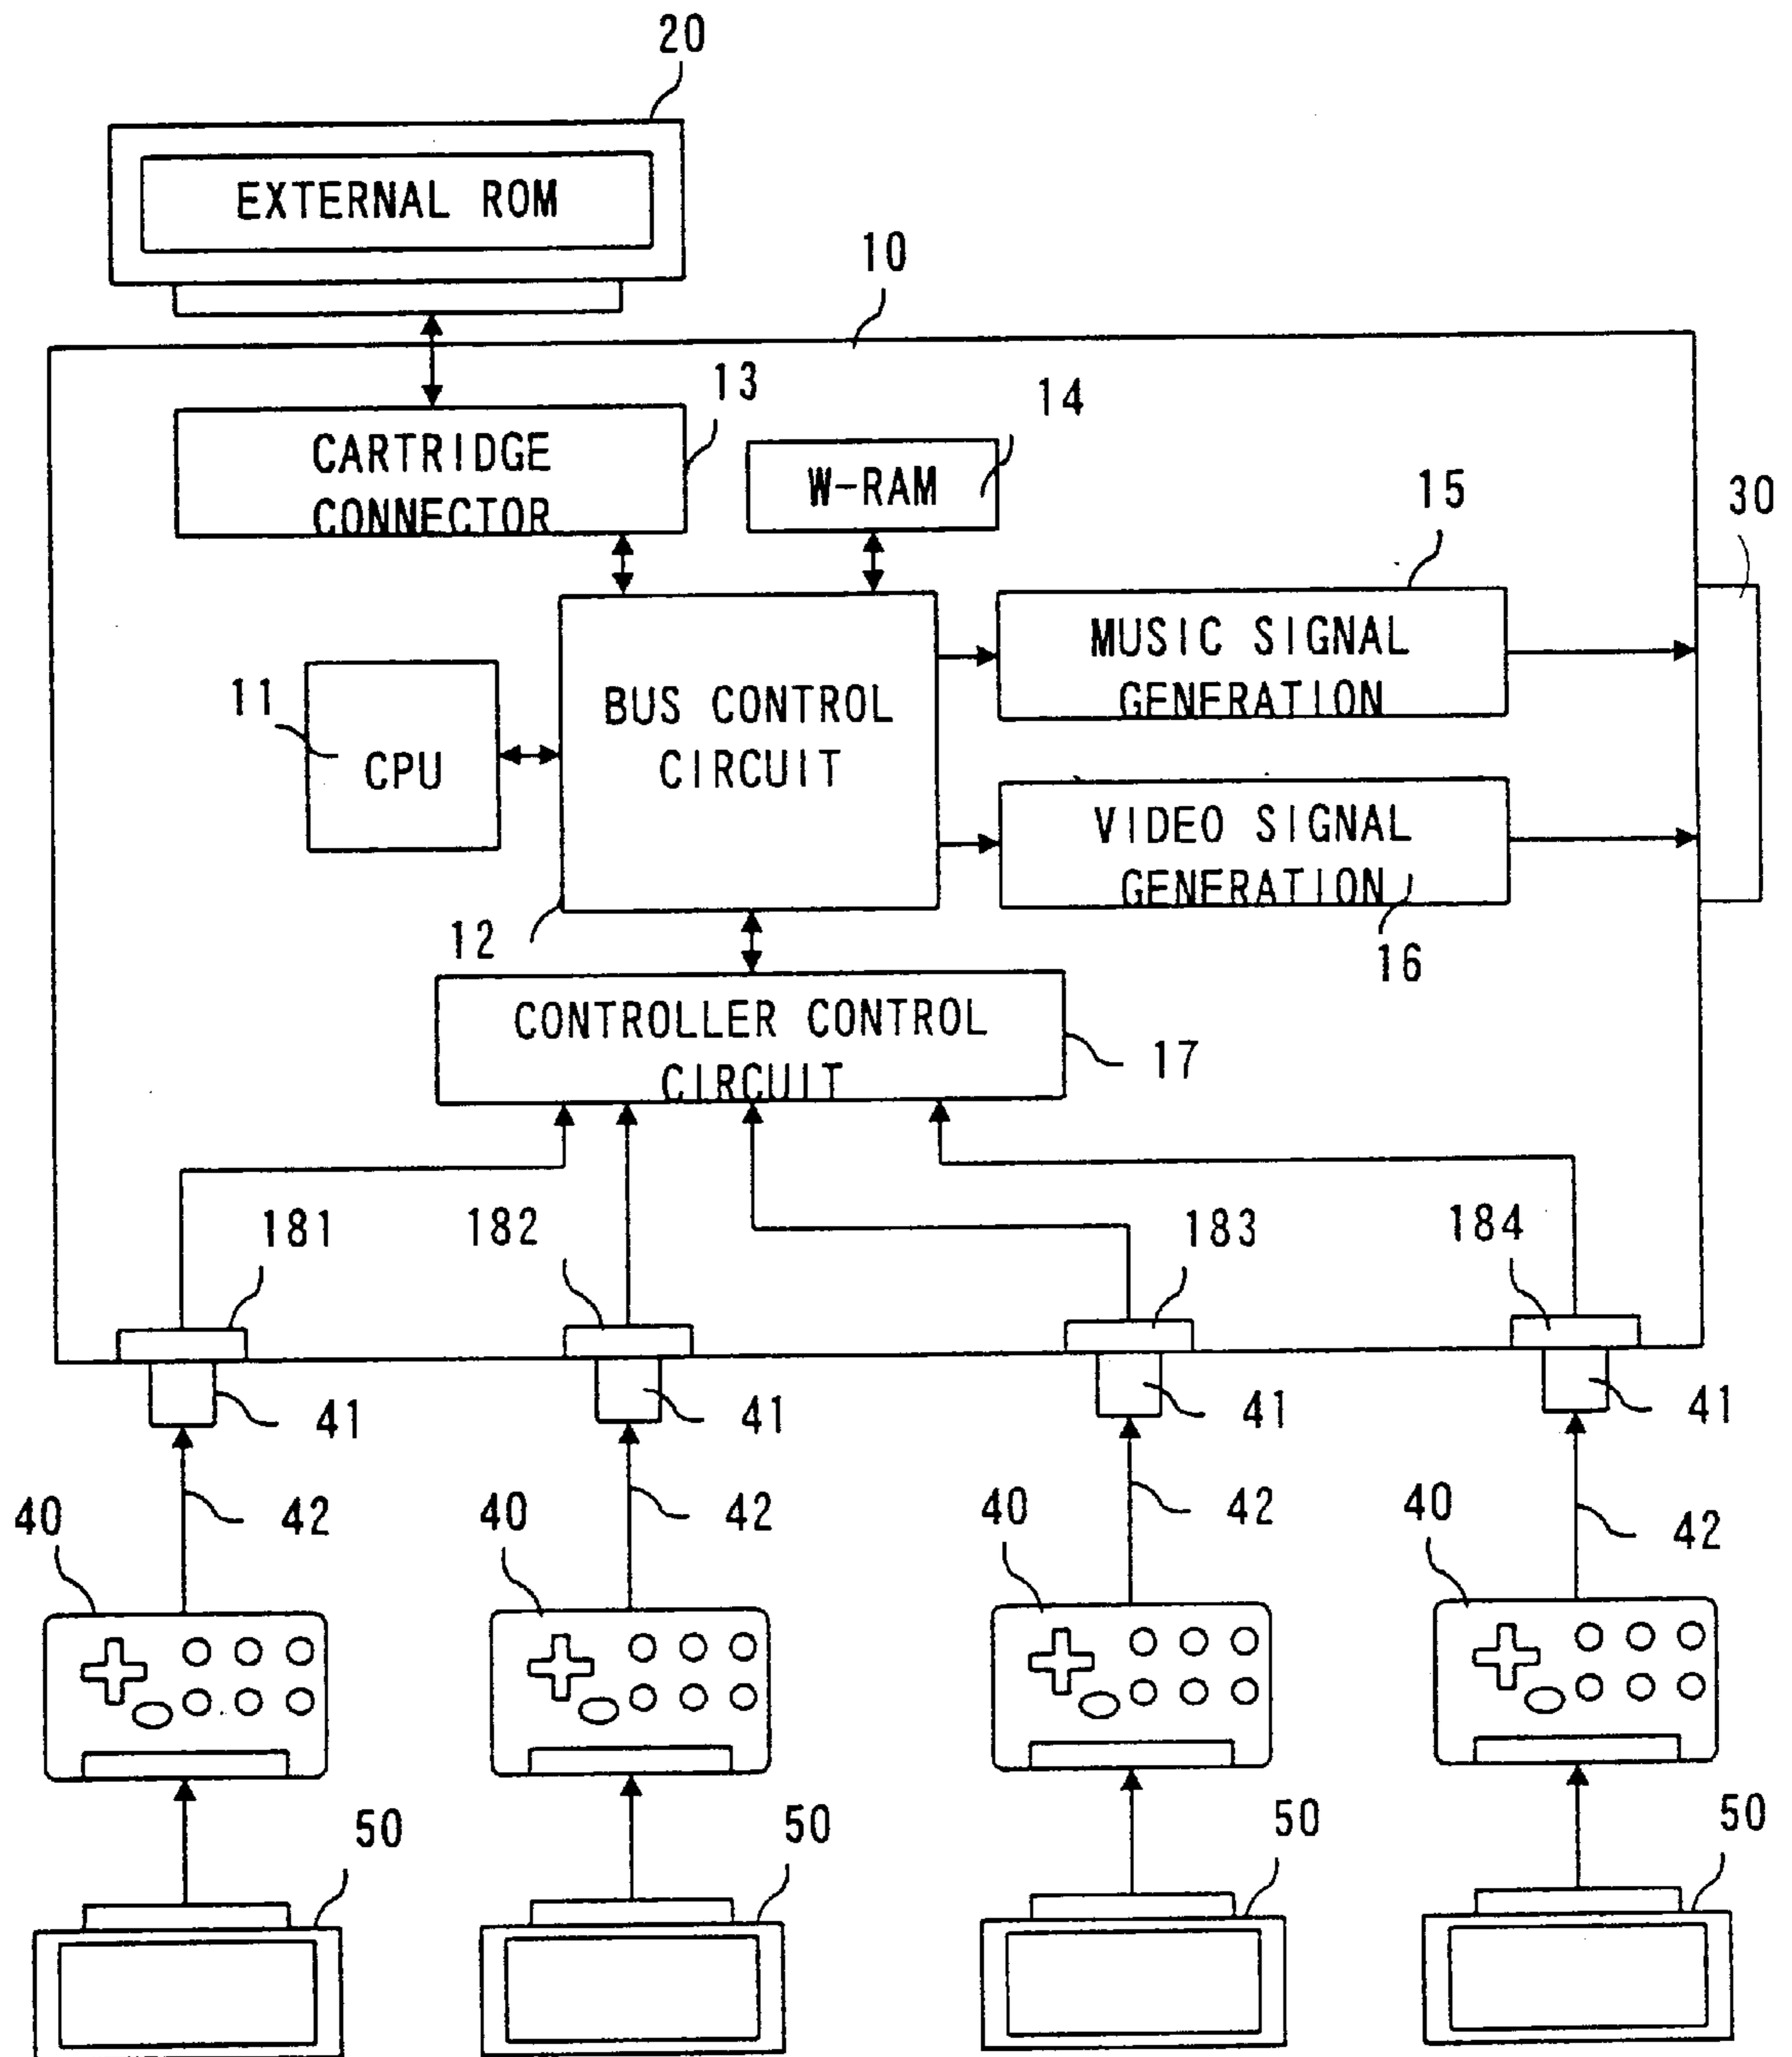 20
EXTERNAL ROM
10
13
14
CARTRIDGE
CONNECTOR
W-RAM
15
30
MUSIC SIGNAL
GENERATION
11
CPU
BUS CONTROL
CIRCUIT
VIDEO SIGNAL
GENERATION
12
16
CONTROLLER CONTROL
CIRCUIT
17
181
182
183
184
41
41
41
41
40
42
40
42
40
42
40
42
50
50
50
50